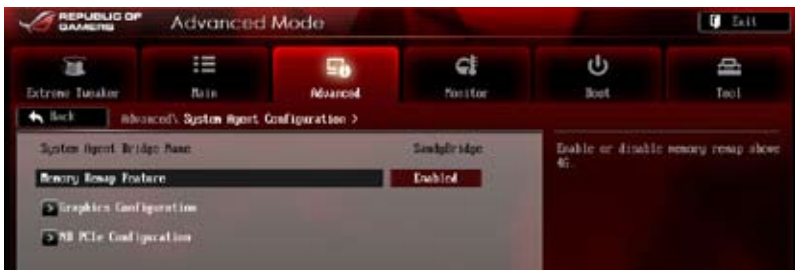 REPUBLIC OF GAMERS
Advanced Mode
Exit
Extreme Tweaker
Main
Advanced
Monitor
Boot
Tool
Back
Advanced\ System Agent Configuration >
System Agent Bridge Name
SandyBridge
Enable or disable memory remap above 4G.
Memory Remap Feature
Enabled
> Graphics Configuration
> NB PCIe Configuration